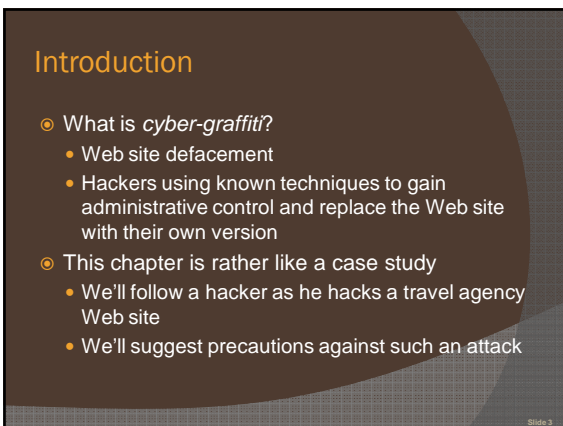 Introduction
What is cyber-graffiti?
Web site defacement
Hackers using known techniques to gain
administrative control and replace the Web site
with their own version
This chapter is rather like a case study
We'll follow a hacker as he hacks a travel agency
Web site
We'll suggest precautions against such an attack
Slide 3